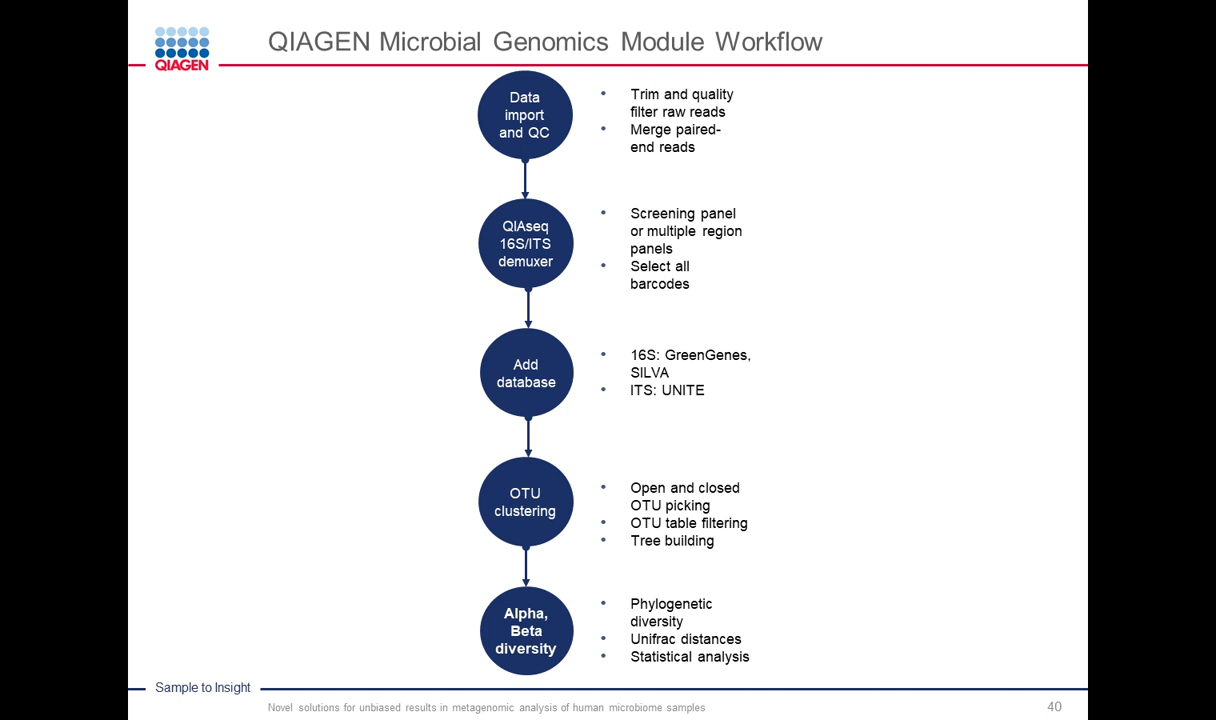 QIAGEN Microbial Genomics Module Workflow
QIAGEN
Data
import
and QC
• Trim and quality
filter raw reads
• Merge paired-
end reads
QIAseq
16S/ITS
demuxer
• Screening panel
or multiple region
panels
• Select all
barcodes
Add
database
• 16S: GreenGenes,
SILVA
• ITS: UNITE
OTU
clustering
• Open and closed
OTU picking
• OTU table filtering
• Tree building
Alpha,
Beta
diversity
• Phylogenetic
diversity
• Unifrac distances
• Statistical analysis
Sample to Insight
Novel solutions for unbiased results in metagenomic analysis of human microbiome samples
40